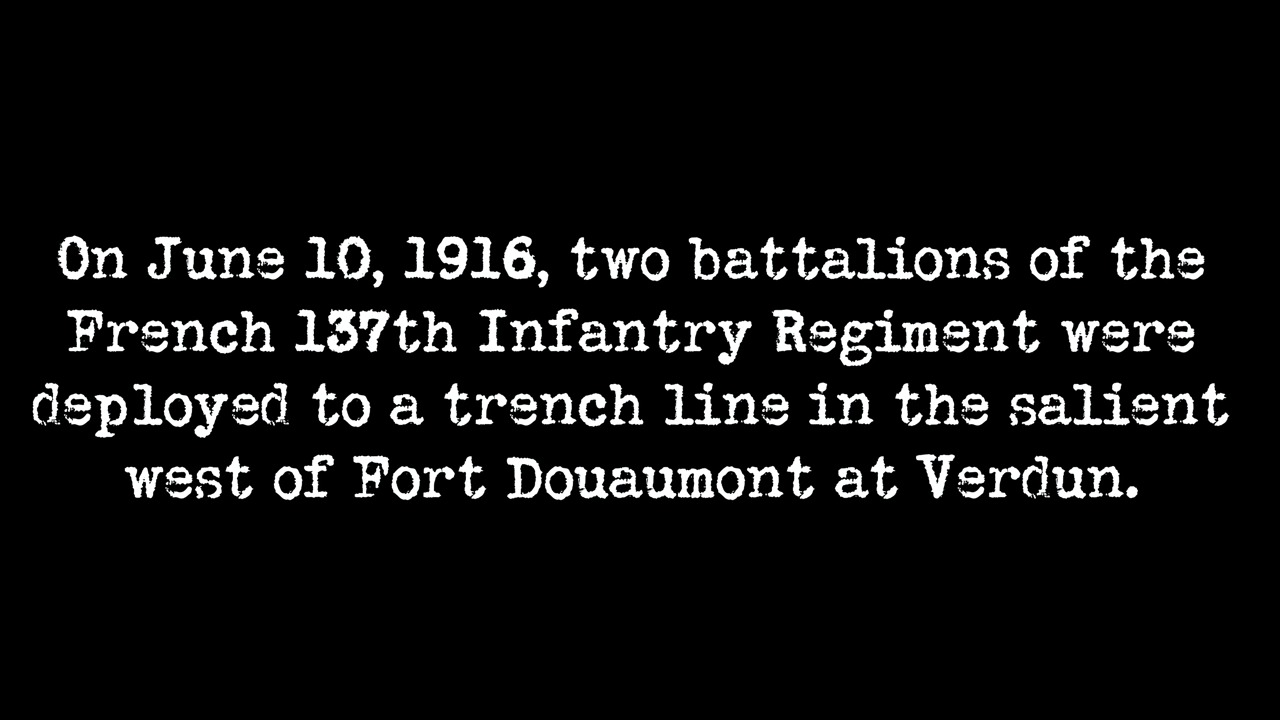 On June 10, 1916, two battalions of the
French 137th Infantry Regiment were
deployed to a trench line in the salient
west of Fort Douaumont at Verdun.